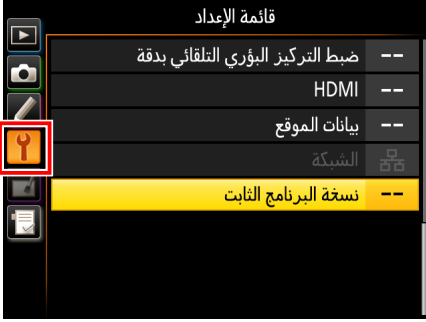 قائمة الإعداد
ضبط التركيز البؤري التلقائي بدقة --
HDMI --
بيانات الموقع --
الشبكة
نسخة البرنامج الثابت --